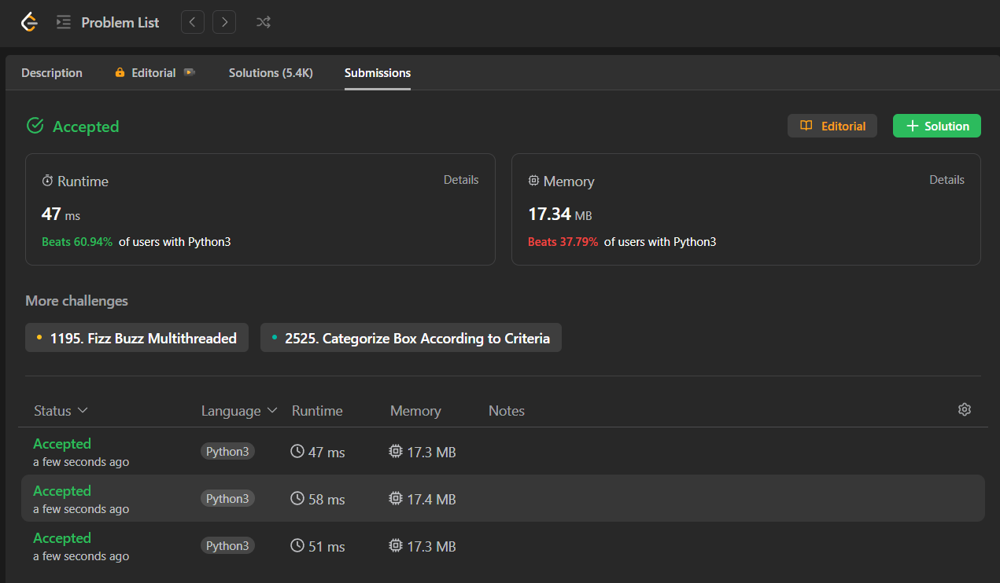 Problem List
Description Editorial Solutions (5.4K) Submissions
Accepted Editorial Solution
Runtime Details
47 ms
Beats 60.94% of users with Python3
Memory Details
17.34 MB
Beats 37.79% of users with Python3
More challenges
1195. Fizz Buzz Multithreaded 2525. Categorize Box According to Criteria
Status Language Runtime Memory Notes
Accepted
a few seconds ago
Python3 47 ms 17.3 MB
Accepted
a few seconds ago
Python3 58 ms 17.4 MB
Accepted
a few seconds ago
Python3 51 ms 17.3 MB